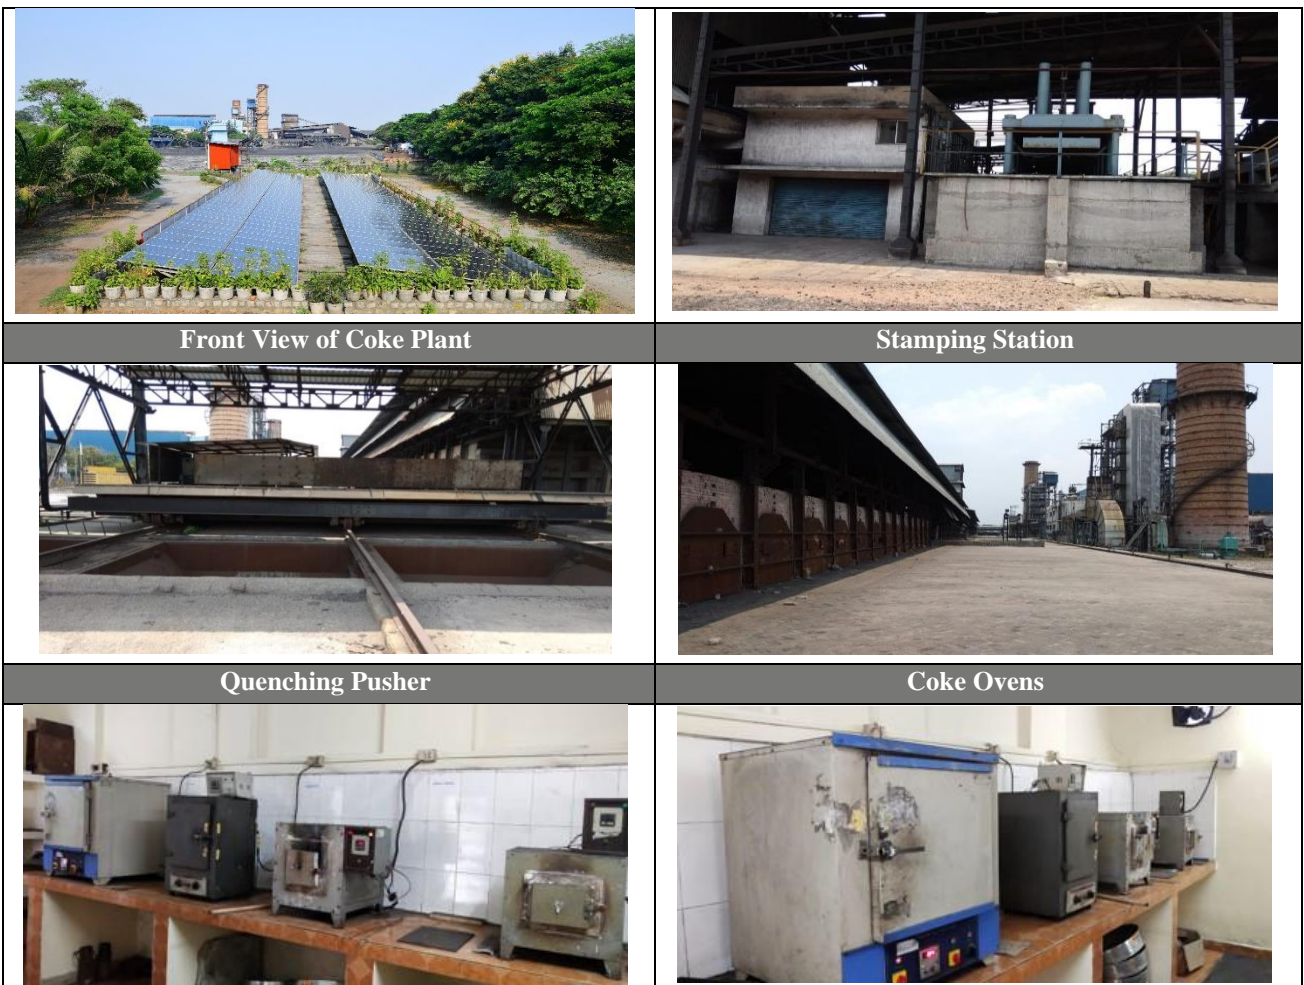 Front View of Coke Plant
Stamping Station
Quenching Pusher
Coke Ovens